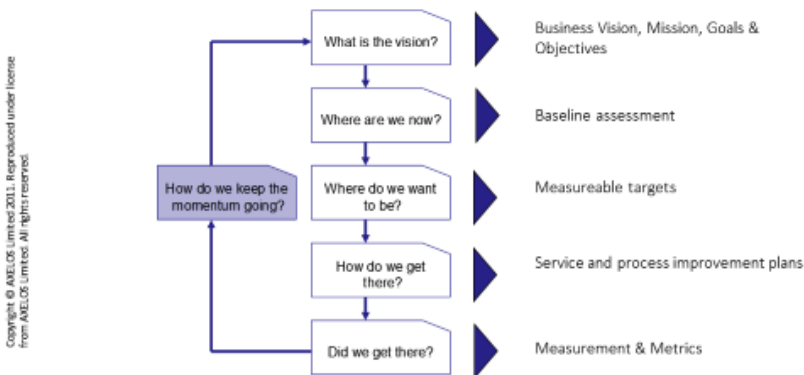 What is the vision?
Business Vision, Mission, Goals &
Objectives
Where are we now?
Baseline assessment
How do we keep the
momentum going?
Where do we want
to be?
Measureable targets
How do we get
there?
Service and process improvement plans
Did we get there?
Measurement & Metrics
Copyright © AXELOS Limited 2011. Reproduced under license
from AXELOS Limited. All rights reserved.